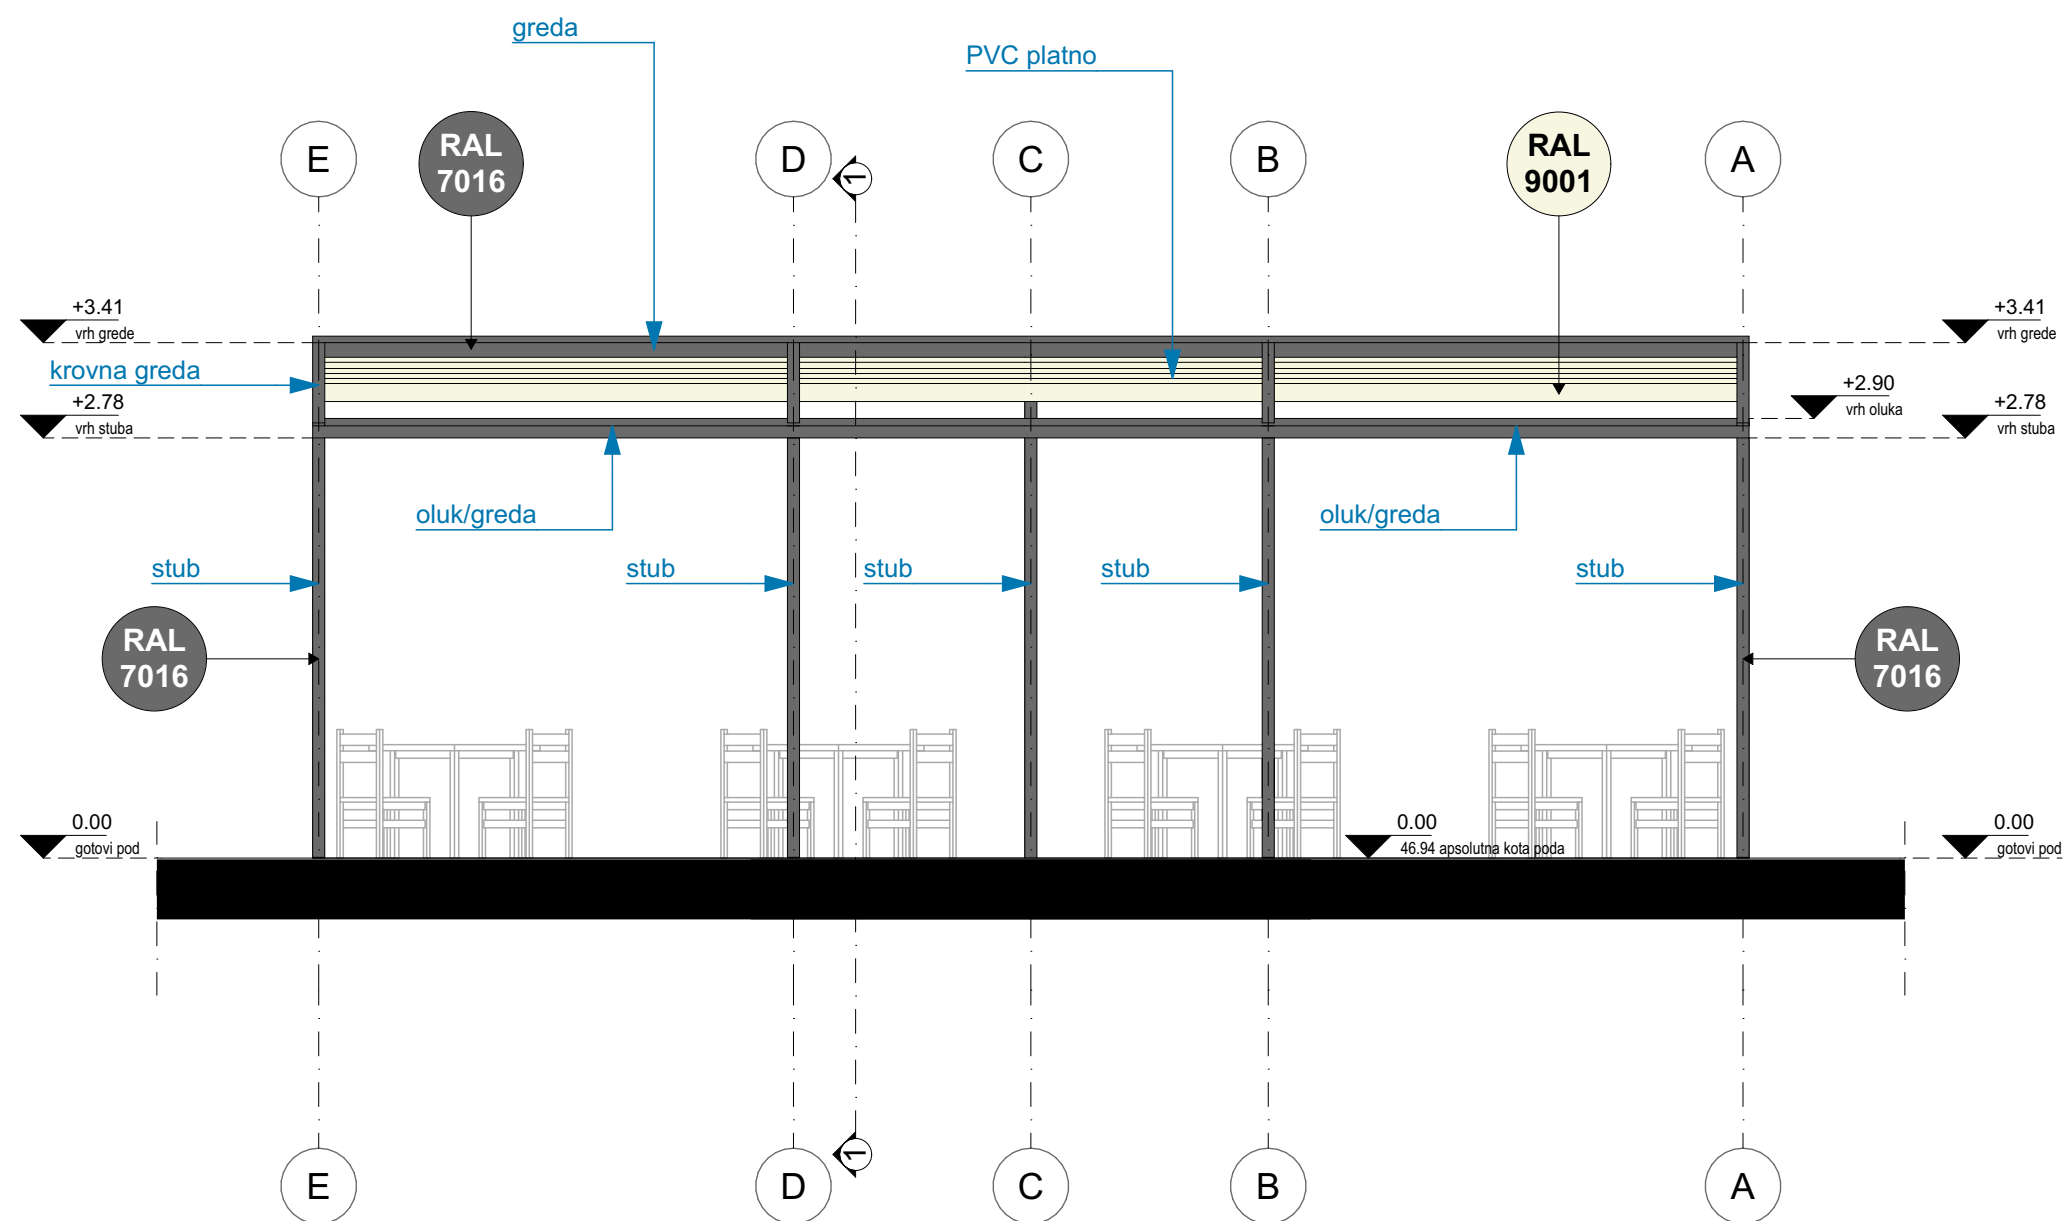 greda
PVC platno
E
RAL
7016
D
1
C
B
RAL
9001
A
+3.41
vrh grede
+3.41
vrh grede
krovna greda
+2.78
vrh stuba
+2.90
vrh oluka
+2.78
vrh stuba
oluk/greda
oluk/greda
stub
stub
stub
stub
stub
RAL
7016
RAL
7016
0.00
gotovi pod
0.00
46.94 apsolutna kota poda
0.00
gotovi pod
1
E
D
C
B
A